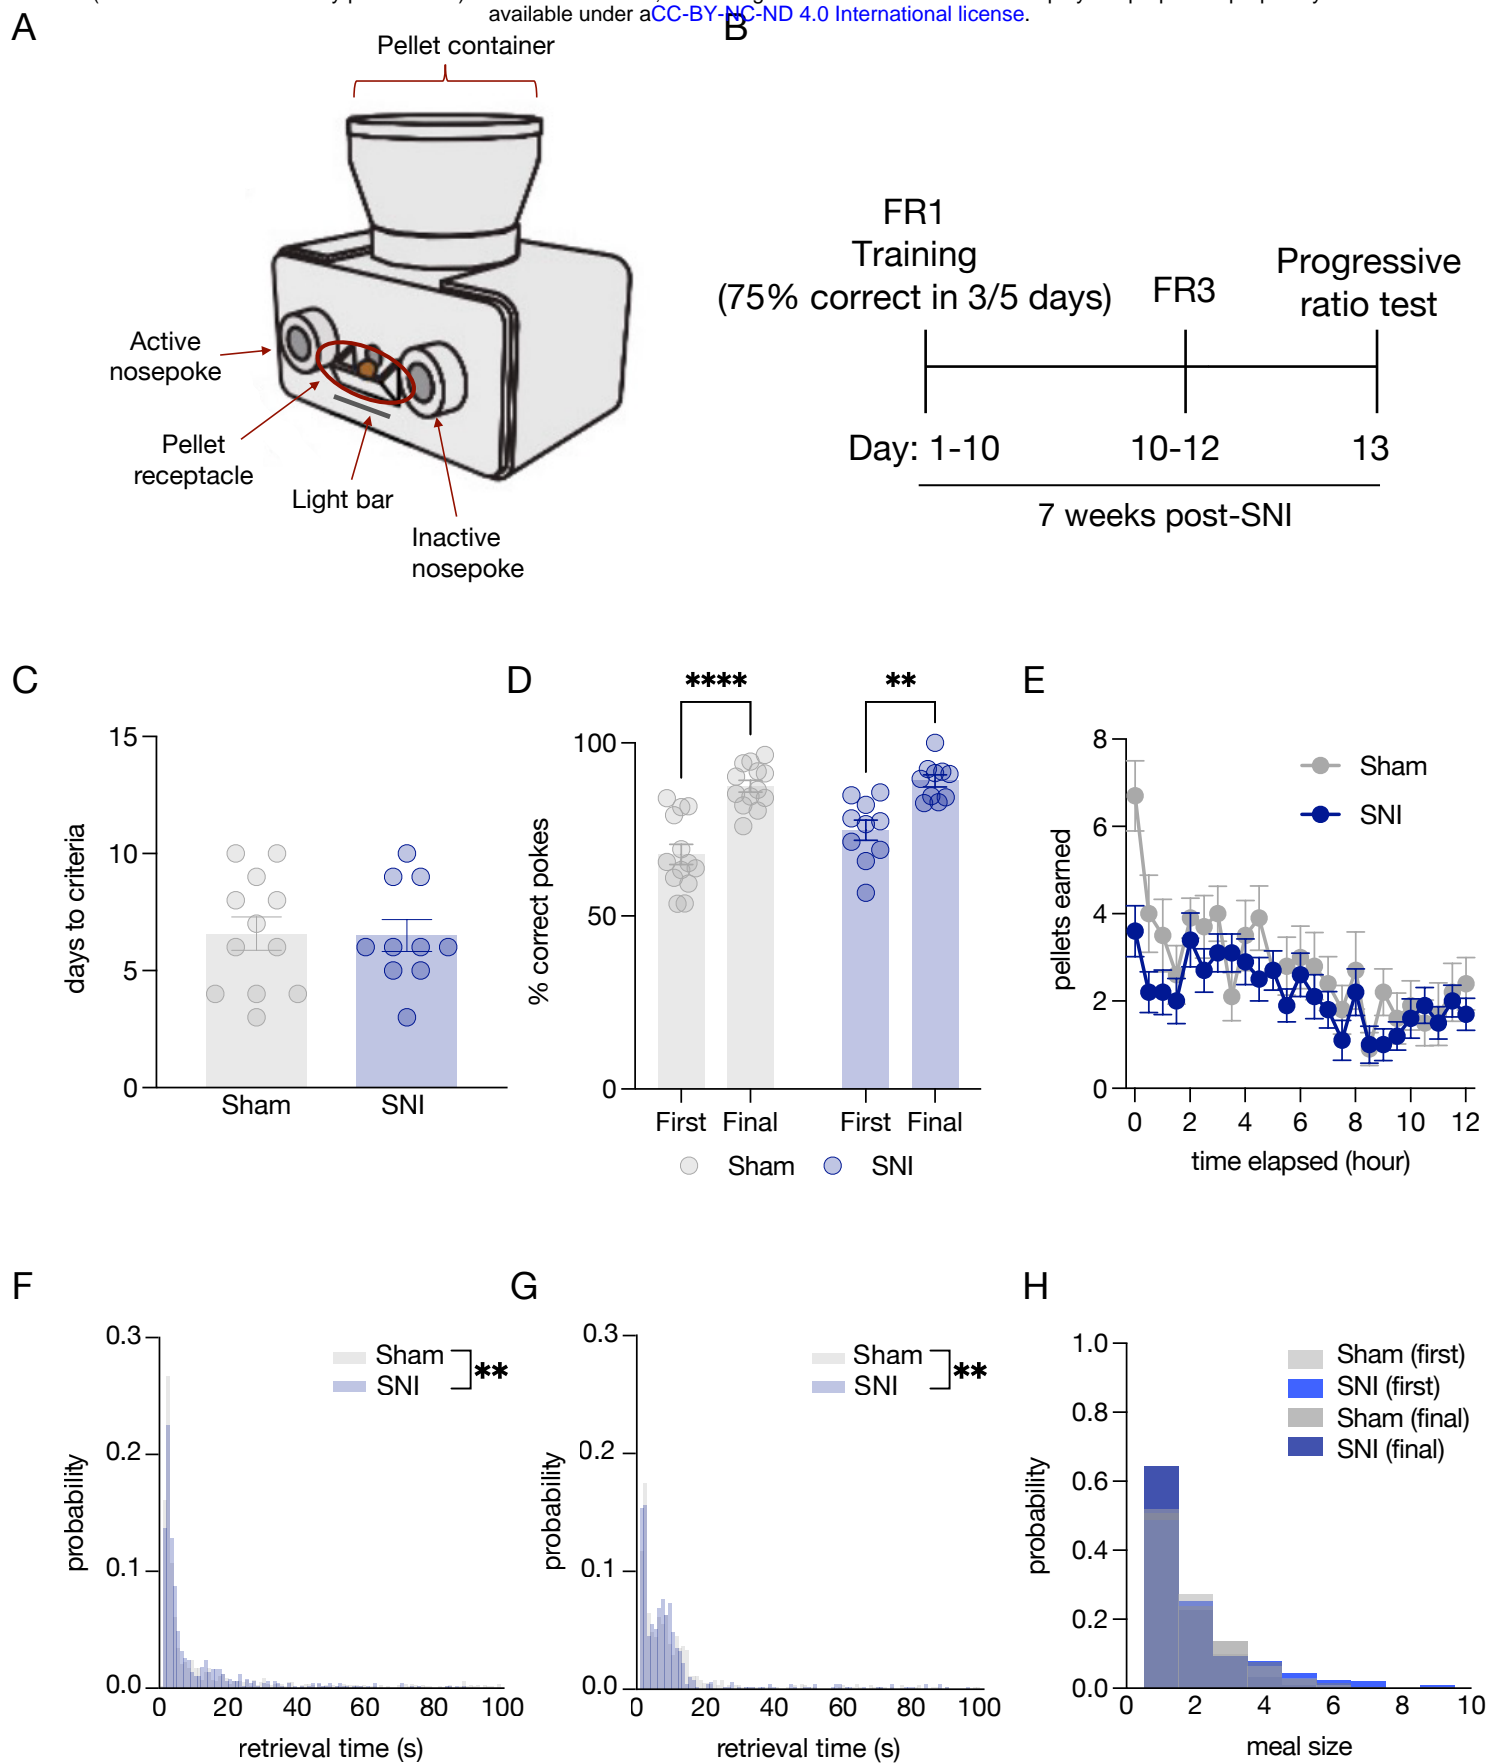 available under aCC-BY-NC-ND 4.0 International license.
A
Pellet container
Active
nosepoke
Pellet
receptacle
Light bar
Inactive
nosepoke
B
FR1
Training
(75% correct in 3/5 days)
FR3
Progressive
ratio test
Day: 1-10
10-12
13
7 weeks post-SNI
C
days to criteria
15
10
5
0
Sham
SNI
D
% correct pokes
100
50
0
****
**
First
Final
First
Final
Sham
SNI
E
pellets earned
8
6
4
2
0
Sham
SNI
0 2 4 6 8 10 12
time elapsed (hour)
F
probability
0.3
0.2
0.1
0.0
Sham
SNI
**
0 20 40 60 80 100
retrieval time (s)
G
probability
0.3
0.2
0.1
0.0
Sham
SNI
**
0 20 40 60 80 100
retrieval time (s)
H
probability
1.0
0.8
0.6
0.4
0.2
0.0
Sham (first)
SNI (first)
Sham (final)
SNI (final)
0 2 4 6 8 10
meal size